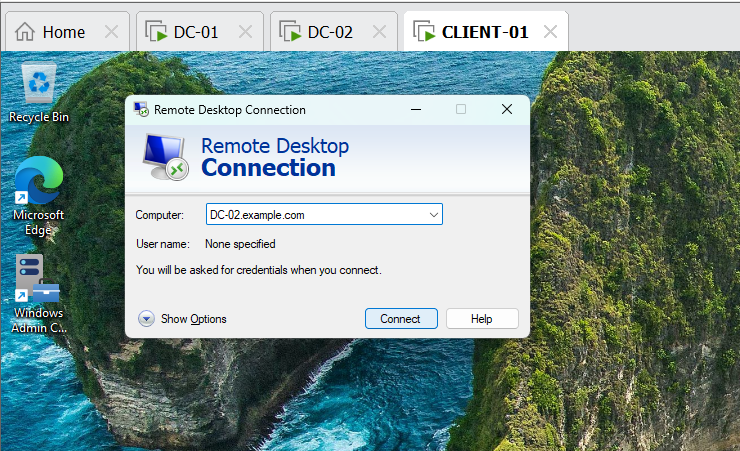 Home
DC-01
DC-02
CLIENT-01
Recycle Bin
Microsoft
Edge
Windows
Admin C...
Remote Desktop Connection
Remote Desktop
Connection
Computer:
DC-02.example.com
User name:
None specified
You will be asked for credentials when you connect.
Show Options
Connect
Help